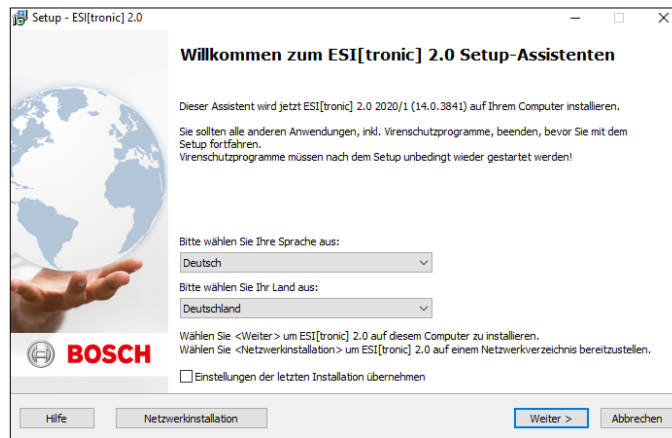 Setup - ESI[tronic] 2.0
Willkommen zum ESI[tronic] 2.0 Setup-Assistenten
Dieser Assistent wird jetzt ESI[tronic] 2.0 2020/1 (14.0.3841) auf Ihrem Computer installieren.
Sie sollten alle anderen Anwendungen, inkl. Virenschutzprogramme, beenden, bevor Sie mit dem
Setup fortfahren.
Virenschutzprogramme müssen nach dem Setup unbedingt wieder gestartet werden!
Bitte wählen Sie Ihre Sprache aus:
Deutsch
Bitte wählen Sie Ihr Land aus:
Deutschland
Wählen Sie <Weiter> um ESI[tronic] 2.0 auf diesem Computer zu installieren.
Wählen Sie <Netzwerkinstallation> um ESI[tronic] 2.0 auf einem Netzwerkverzeichnis bereitzustellen.
BOSCH
Einstellungen der letzten Installation übernehmen
Hilfe
Netzwerkinstallation
Weiter >
Abbrechen